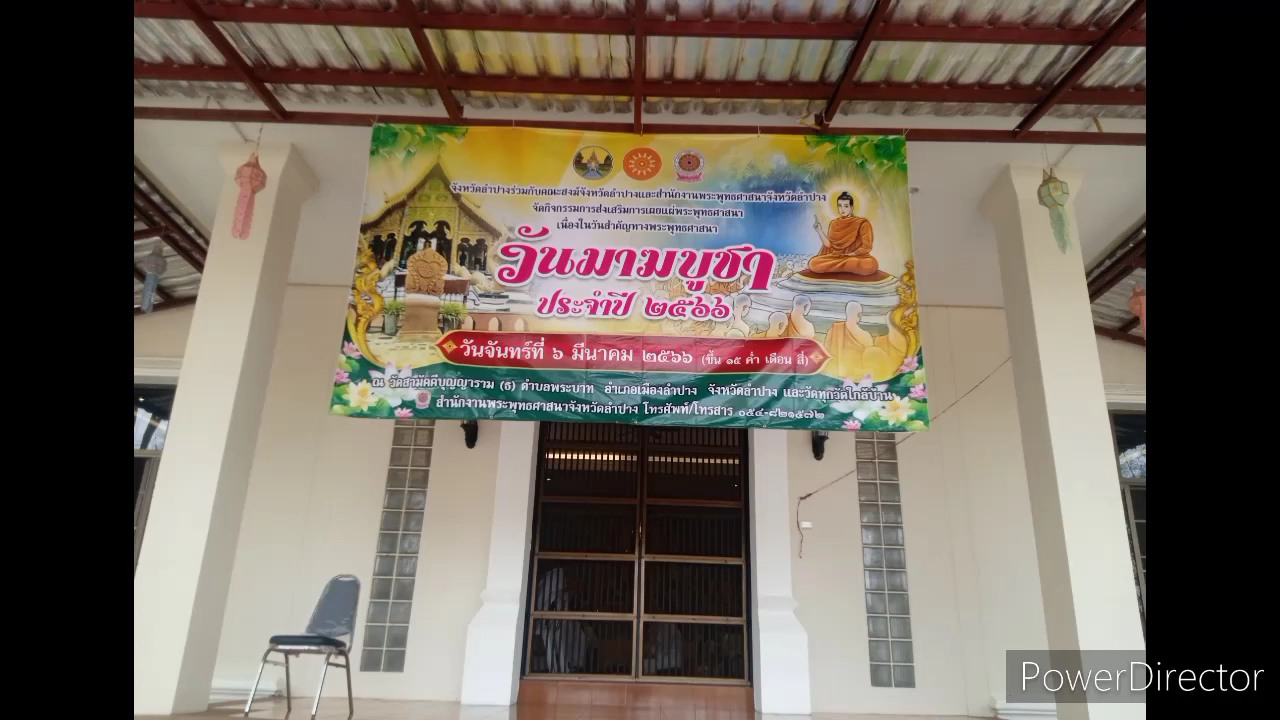 จังหวัดลำปางร่วมกับคณะสงฆ์จังหวัดลำปางและสำนักงานพระพุทธศาสนาจังหวัดลำปาง
จัดกิจกรรมการส่งเสริมการเผยแผ่พระพุทธศาสนา
เนื่องในวันสำคัญทางพระพุทธศาสนา
วันมาฆบูชา
ประจำปี ๒๕๖๖
วันจันทร์ที่ ๖ มีนาคม ๒๕๖๖ (ขึ้น ๑๕ ค่ำ เดือน สี่)
ณ วัดสามัคคีบุญญาราม (ธ) ตำบลพระบาท อำเภอเมืองลำปาง จังหวัดลำปาง และวัดทุกวัดใกล้บ้าน
สำนักงานพระพุทธศาสนาจังหวัดลำปาง โทรศัพท์/โทรสาร ๐๕๔-๘๒๑๕๗๒
PowerDirector